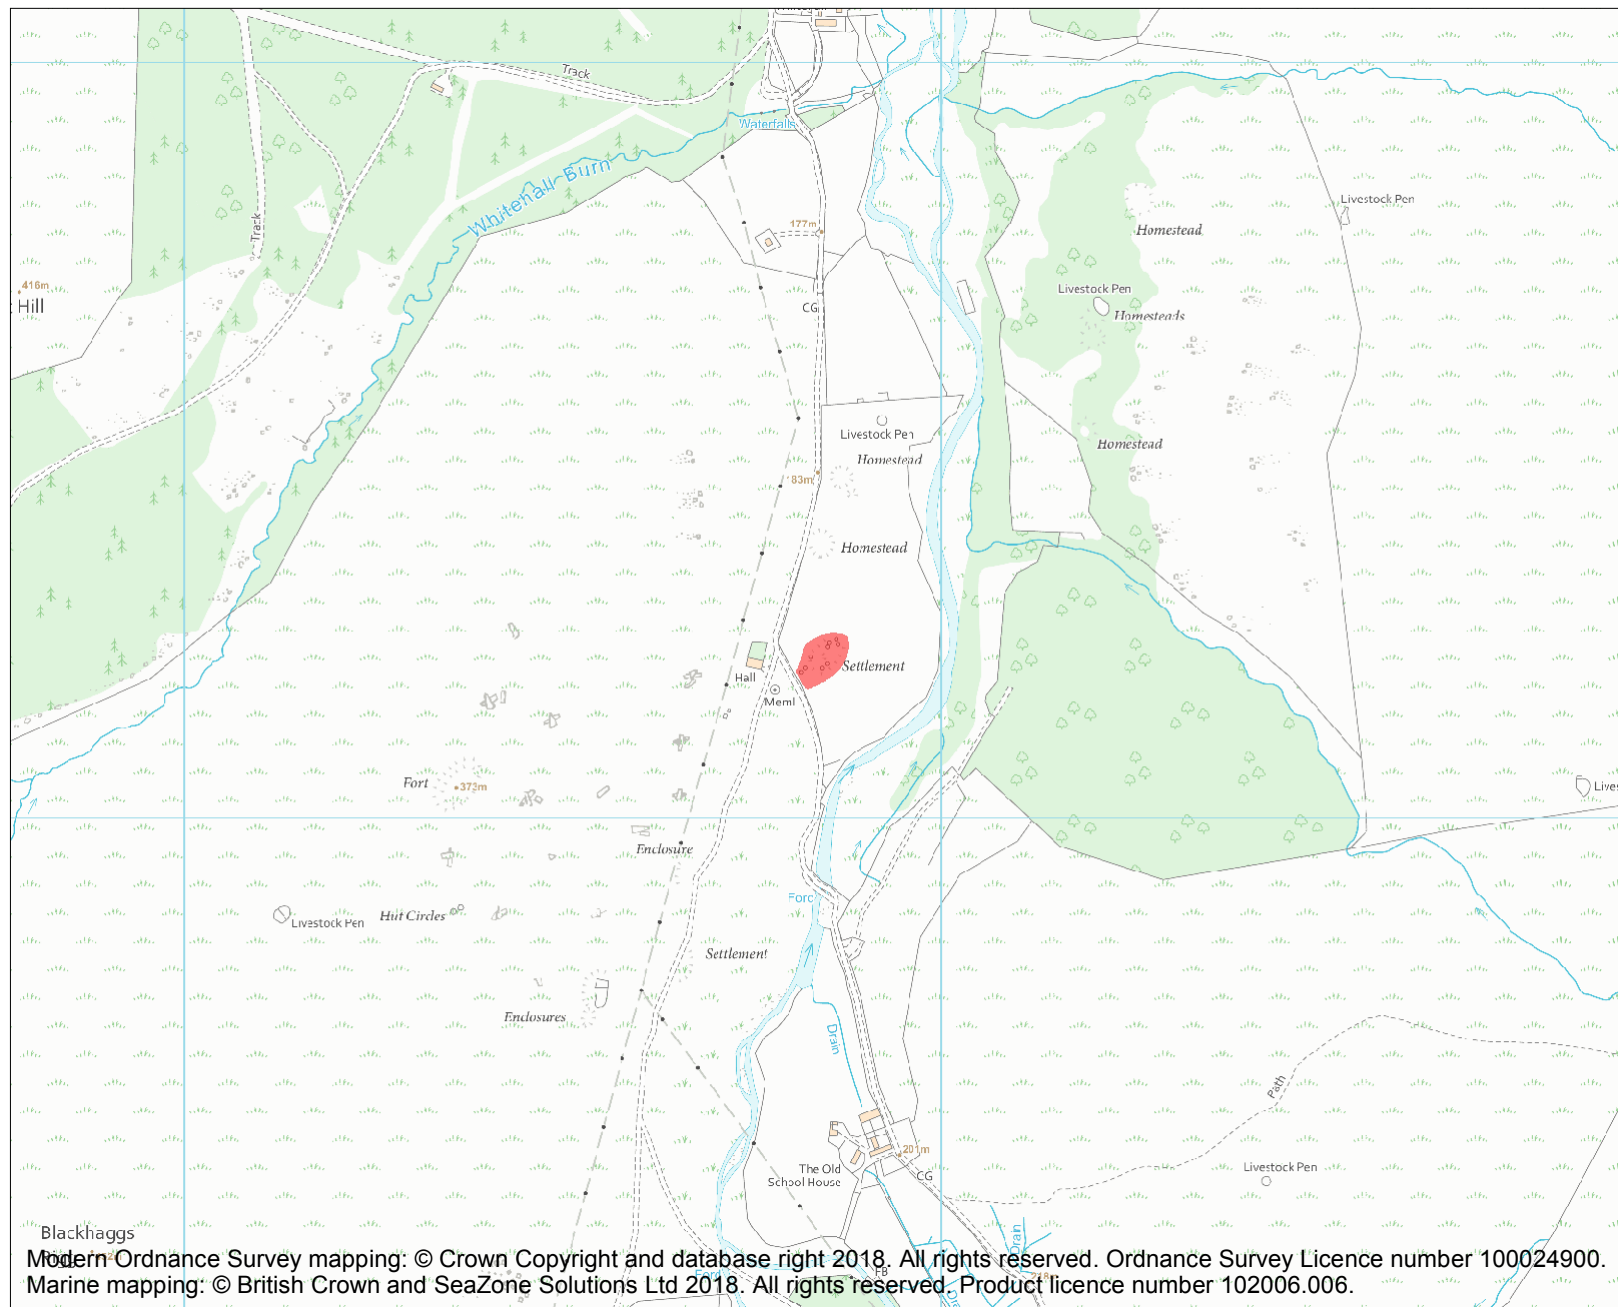 Track
Waterfalls
Whitehall Burn
Track
Livestock Pen
177m
Homestead
416m
Hill
Livestock Pen
Homesteads
CG
Livestock Pen
Homestead
Homestead
83m
Homestead
Settlement
Hall
Meml
Fort
373m
Enclosure
Ford
Hut Circles
Livestock Pen
Settlement
Enclosures
Drain
Path
201m
The Old
School House
CG
Livestock Pen
Blackhaggs
Drain
Modern Ordnance Survey mapping: © Crown Copyright and database right 2018. All rights reserved. Ordnance Survey Licence number 100024900.
Ford
FB
Marine mapping: © British Crown and SeaZone Solutions Ltd 2018. All rights reserved. Product licence number 102006.006.